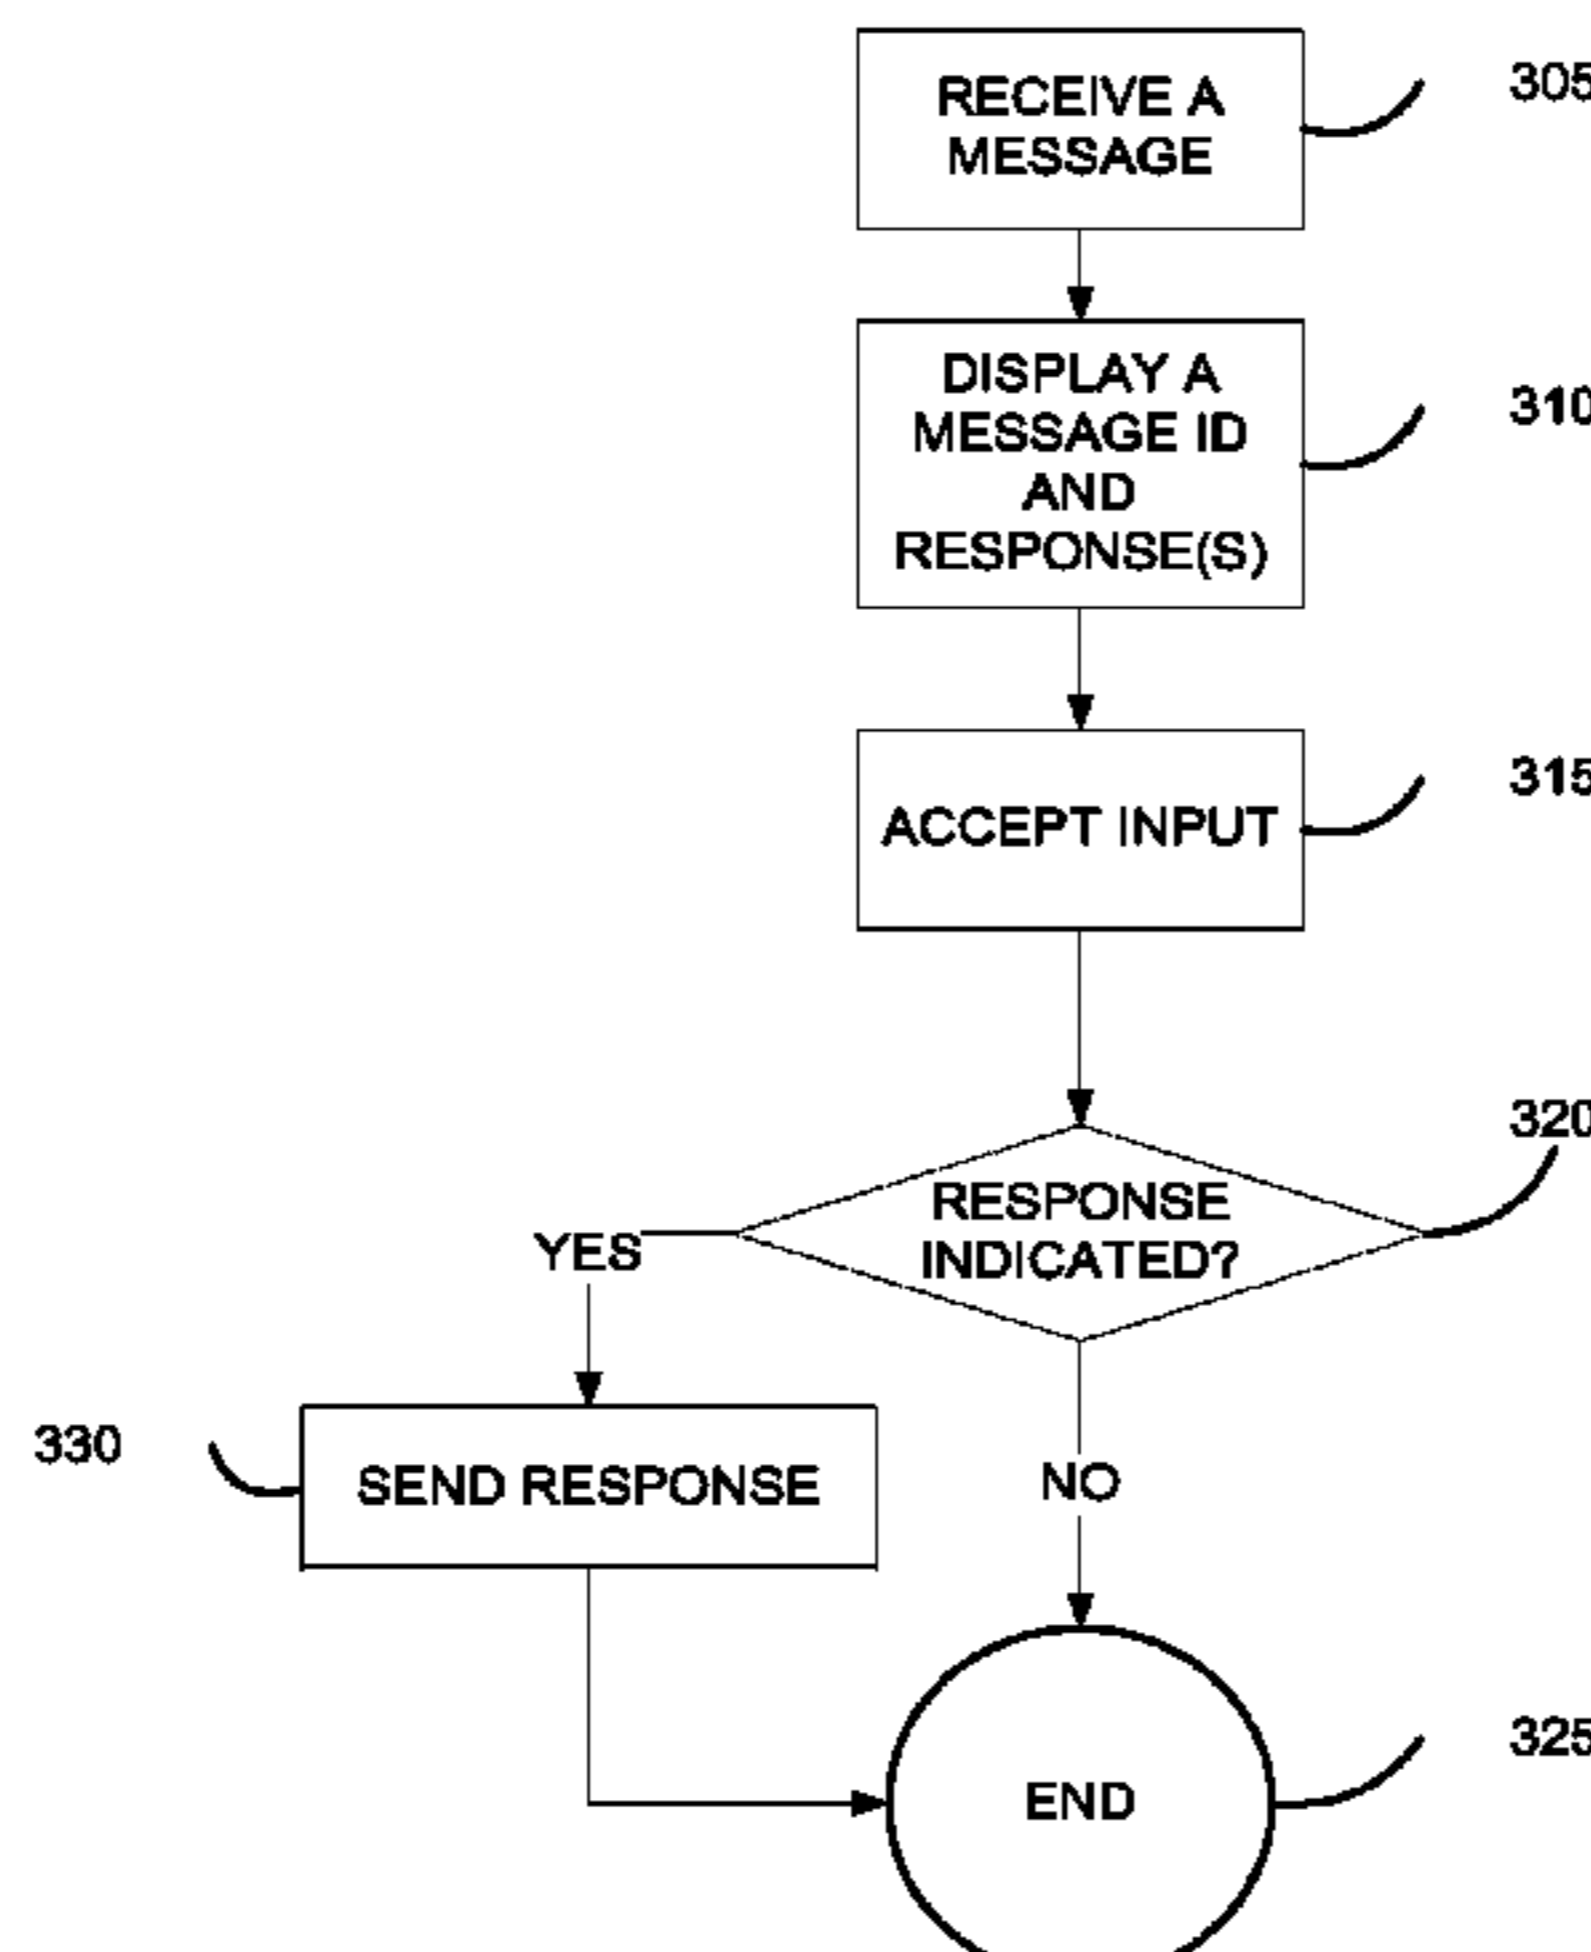 RECEIVE A
MESSAGE
305
DISPLAY A
MESSAGE ID
AND
RESPONSE(S)
310
ACCEPT INPUT
315
320
RESPONSE
INDICATED?
YES
330
SEND RESPONSE
NO
325
END